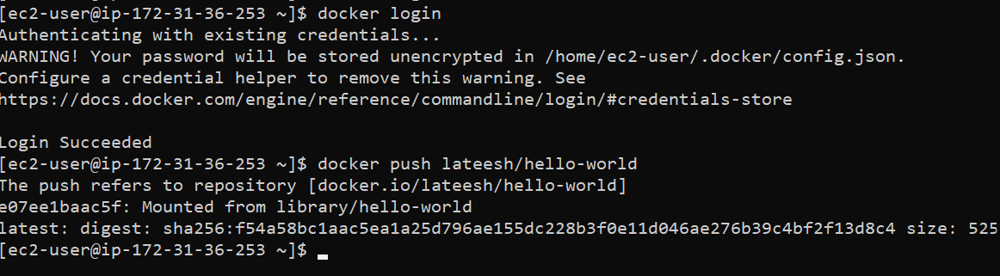 [ec2-user@ip-172-31-36-253 ~]$ docker login
Authenticating with existing credentials...
WARNING! Your password will be stored unencrypted in /home/ec2-user/.docker/config.json.
Configure a credential helper to remove this warning. See
https://docs.docker.com/engine/reference/commandline/login/#credentials-store
Login Succeeded
[ec2-user@ip-172-31-36-253 ~]$ docker push lateesh/hello-world
The push refers to repository [docker.io/lateesh/hello-world]
e07ee1baac5f: Mounted from library/hello-world
latest: digest: sha256:f54a58bc1aac5ea1a25d796ae155dc228b3f0e11d046ae276b39c4bf2f13d8c4 size: 525
[ec2-user@ip-172-31-36-253 ~]$